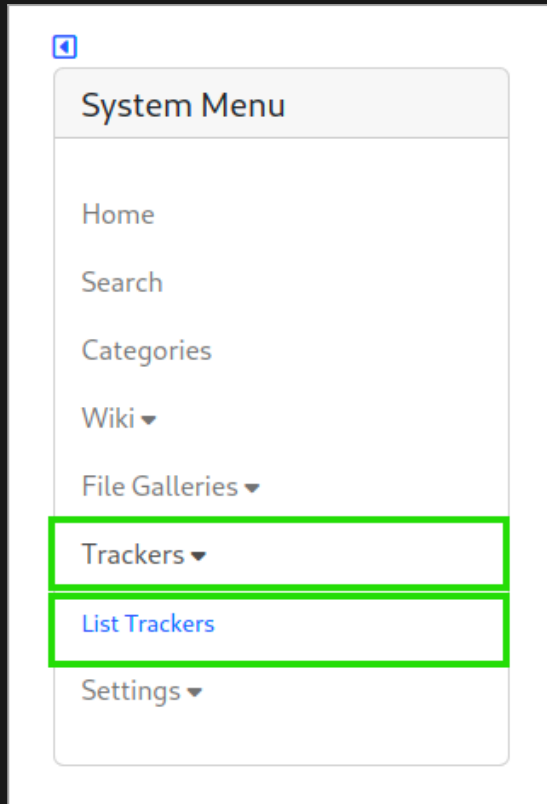 System Menu
Home
Search
Categories
Wiki
File Galleries
Trackers
List Trackers
Settings